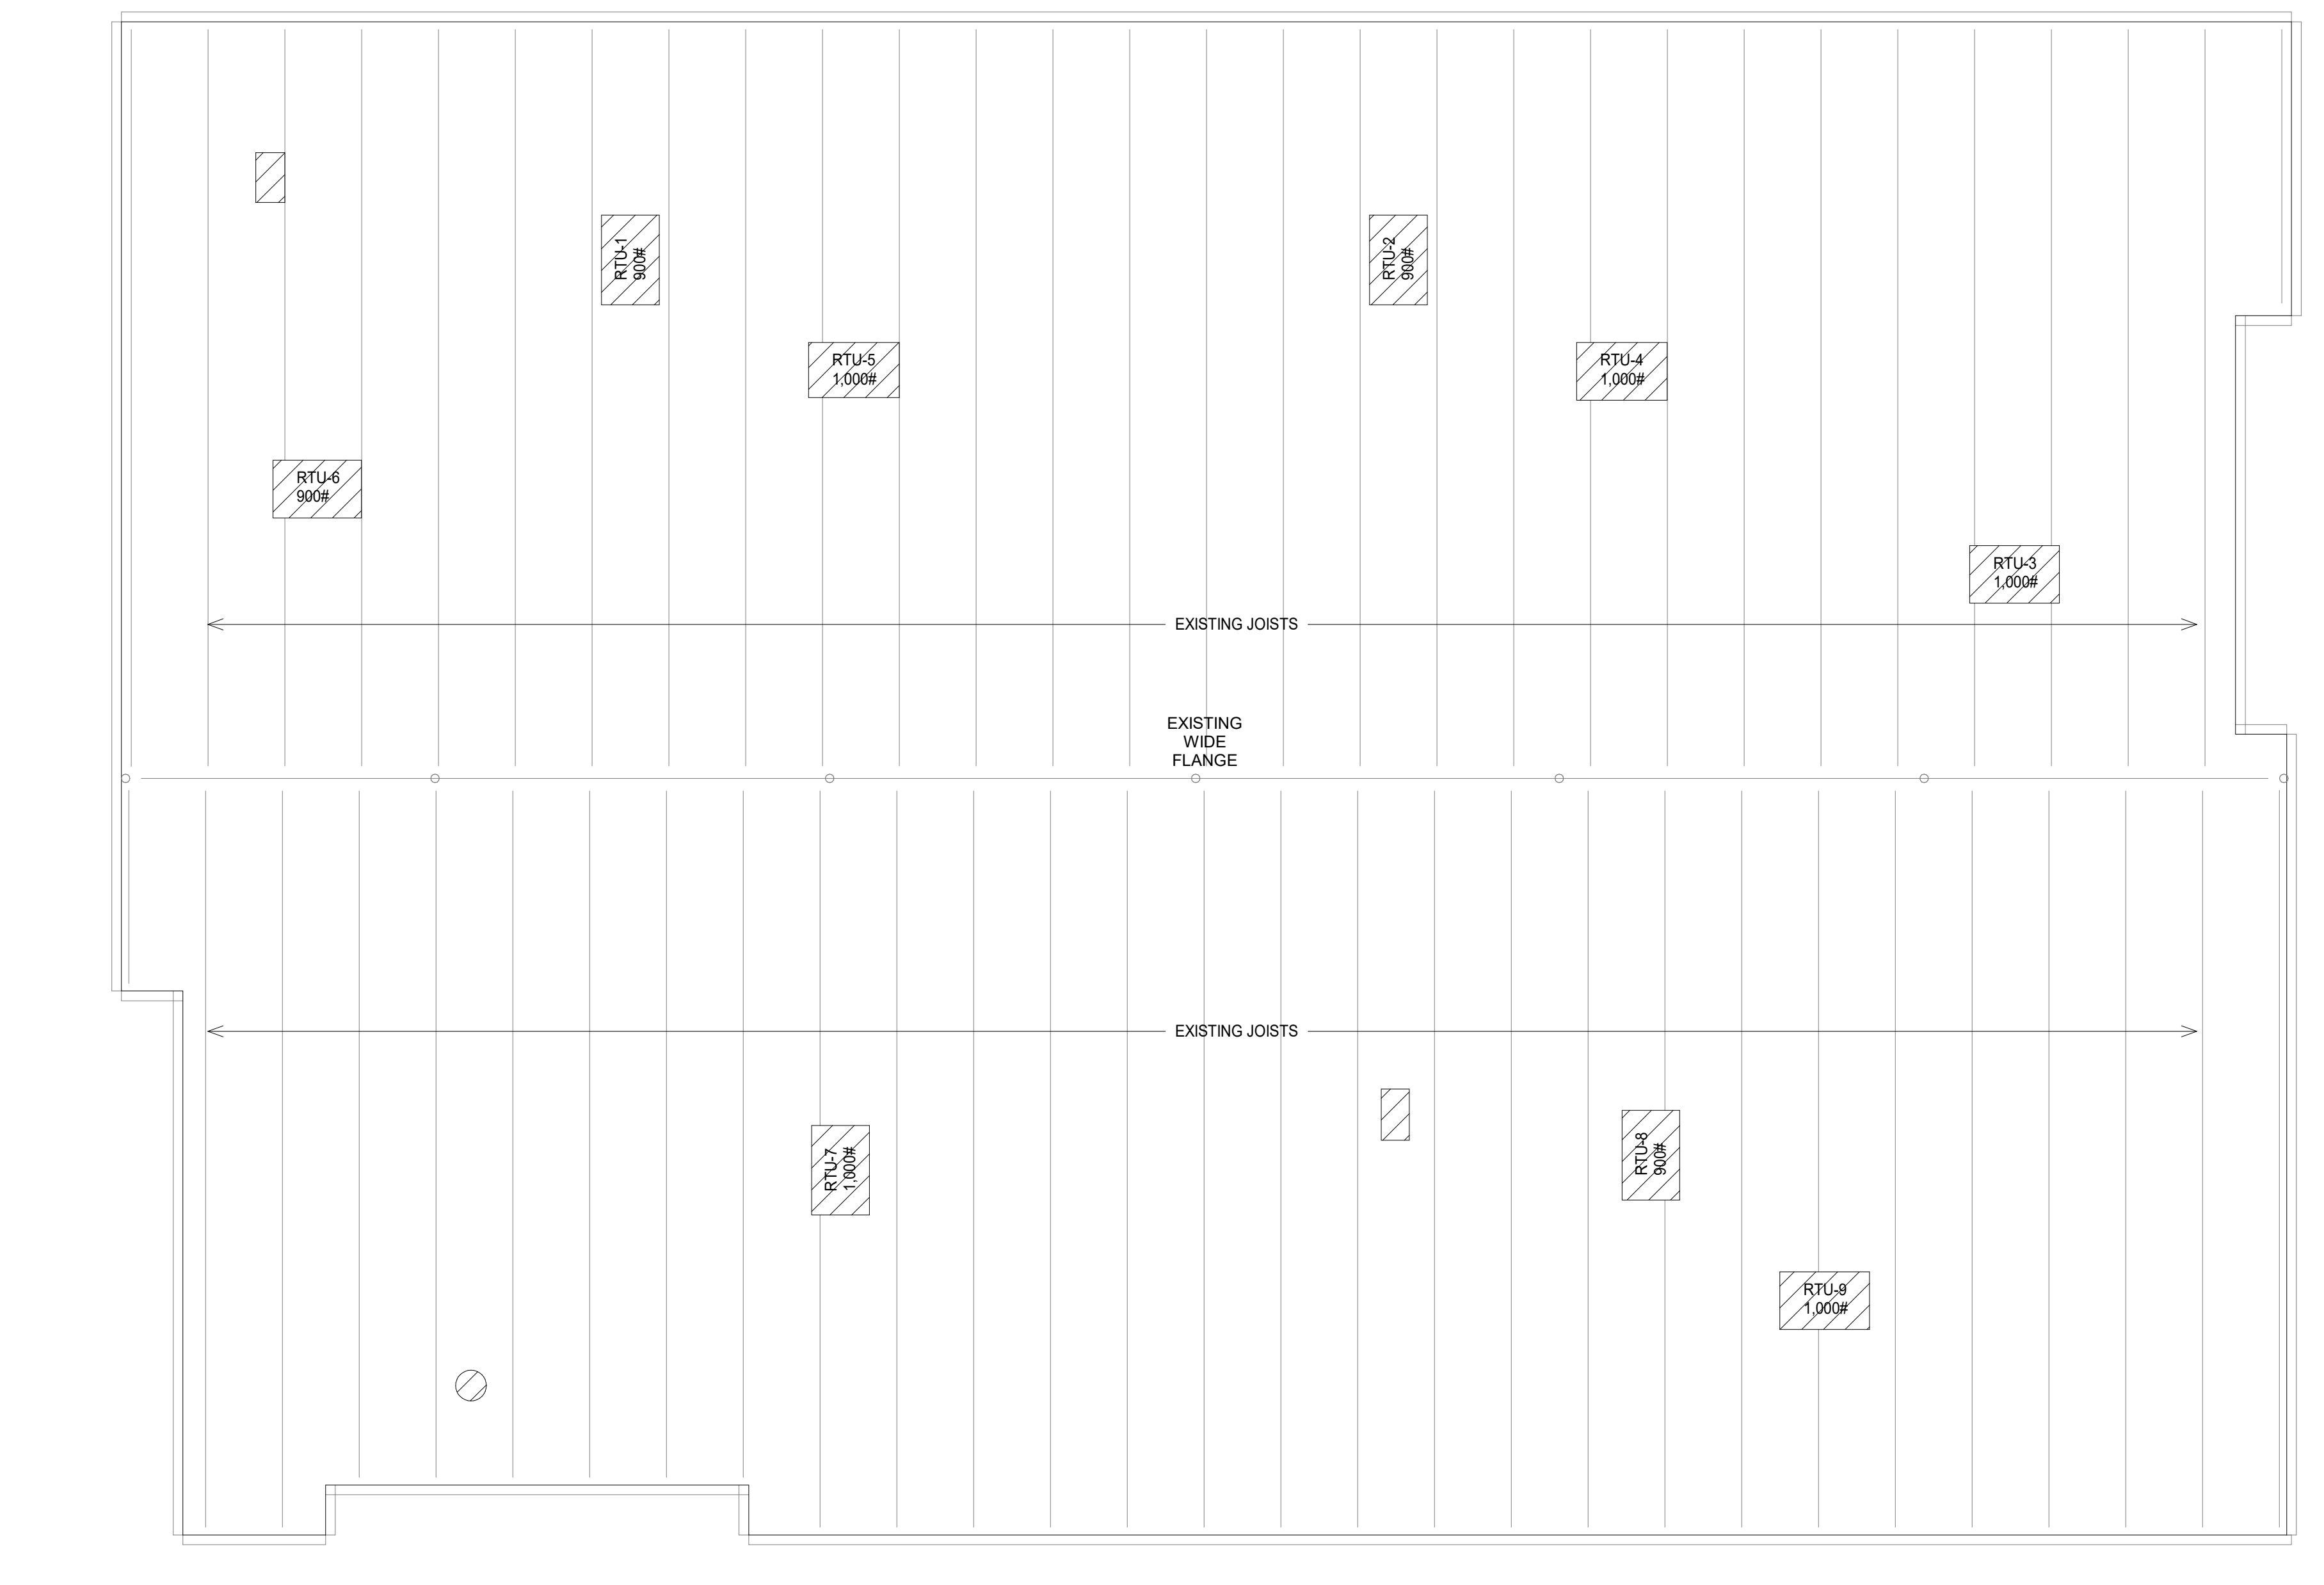 RTU-1
900#
RTU-2
900#
RTU-5
1,000#
RTU-4
1,000#
RTU-6
900#
RTU-3
1,000#
EXISTING JOISTS
EXISTING
WIDE
FLANGE
EXISTING JOISTS
RTU-7
1,000#
RTU-8
900#
RTU-9
1,000#